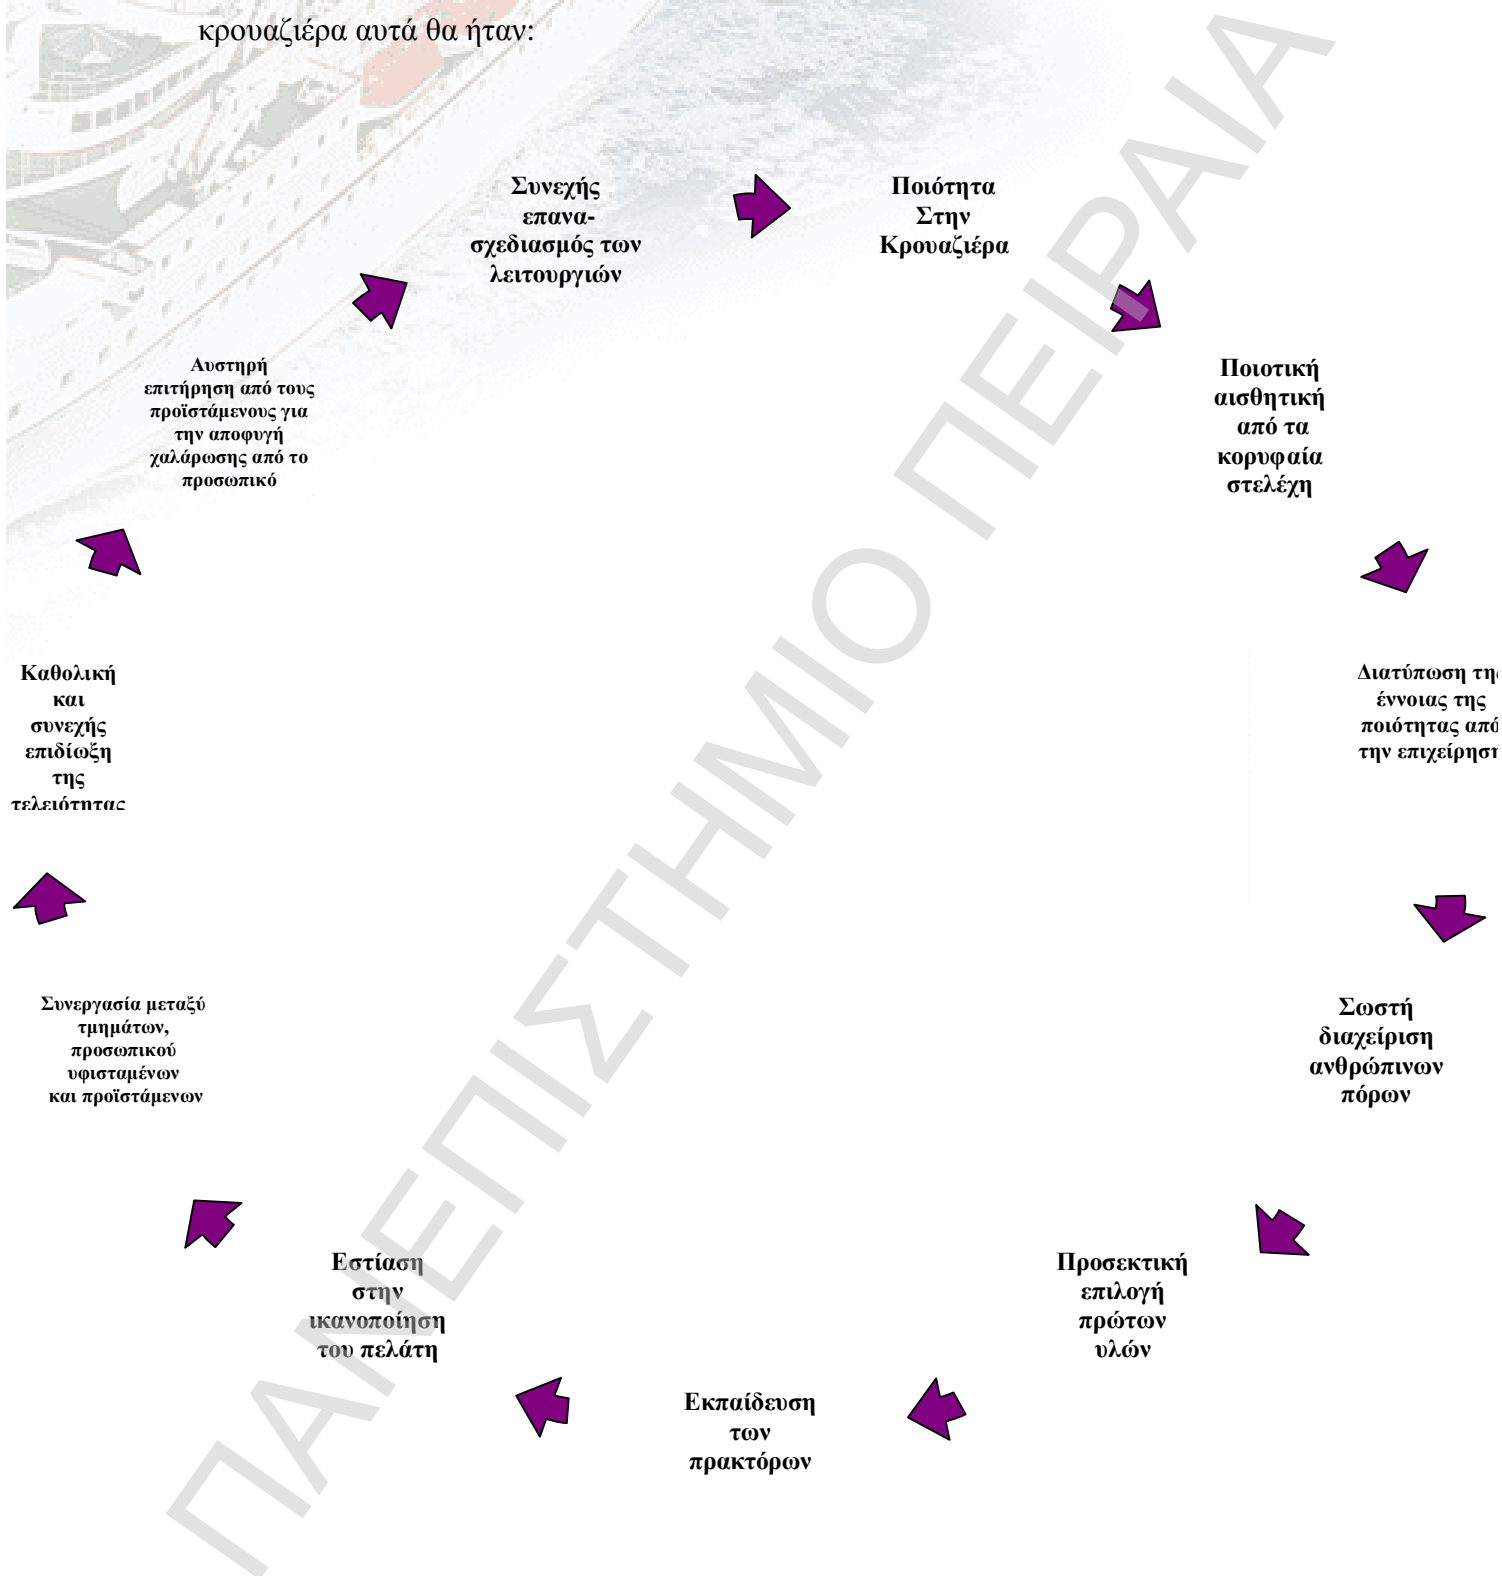 κρουαζιέρα αυτά θα ήταν:
Συνεχής
επανα-
σχεδιασμός των
λειτουργιών
Ποιότητα
Στην
Κρουαζιέρα
Ποιοτική
αισθητική
από τα
κορυφαία
στελέχη
Διατύπωση της
έννοιας της
ποιότητας από
την επιχείρηση
Σωστή
διαχείριση
ανθρώπινων
πόρων
Προσεκτική
επιλογή
πρώτων
υλών
Εκπαίδευση
των
πρακτόρων
Εστίαση
στην
ικανοποίηση
του πελάτη
Συνεργασία μεταξύ
τμημάτων,
προσωπικού
υφισταμένων
και προϊστάμενων
Καθολική
και
συνεχής
επιδίωξη
της
τελειότητας
Αυστηρή
επιτήρηση από τους
προϊστάμενους για
την αποφυγή
χαλάρωσης από το
προσωπικό
ΠΑΝΕΠΙΣΤΗΜΙΟ ΠΕΙΡΑΙΑ